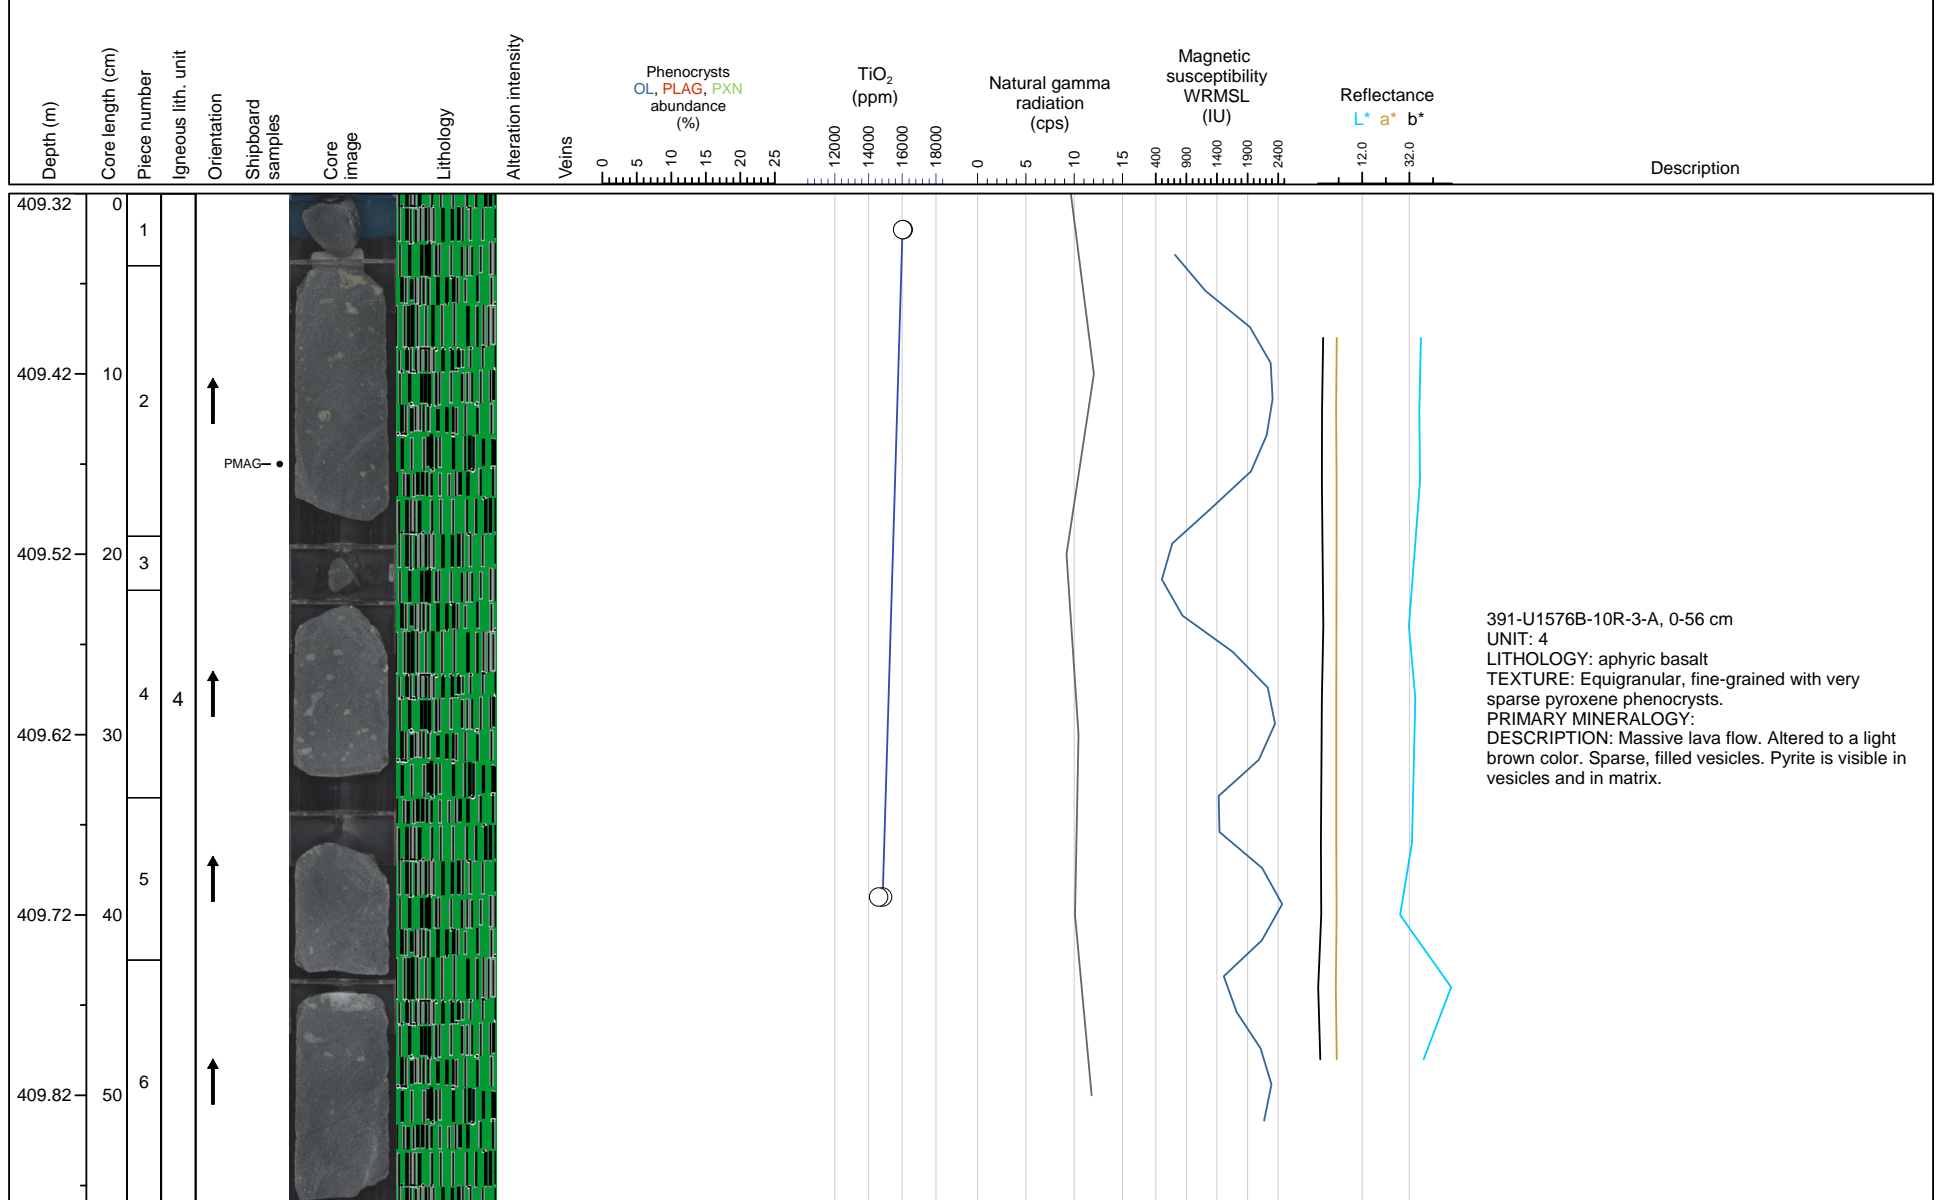 Depth (m)
Core length (cm)
Piece number
Igneous lith. unit
Orientation
Shipboard
samples
Core
image
Lithology
Alteration intensity
Veins
Phenocrysts
OL, PLAG, PXN
abundance
(%)
0 5 10 15 20 25
TiO2
(ppm)
12000 14000 16000 18000
Natural gamma
radiation
(cps)
0 5 10 15
Magnetic
susceptibility
WRMSL
(IU)
400 900 1400 1900 2400
Reflectance
L* a* b*
12.0 32.0
Description
409.32 0
1
409.42 10
2
PMAG
409.52 20
3
391-U1576B-10R-3-A, 0-56 cm
UNIT: 4
LITHOLOGY: aphyric basalt
TEXTURE: Equigranular, fine-grained with very
sparse pyroxene phenocrysts.
PRIMARY MINERALOGY:
DESCRIPTION: Massive lava flow. Altered to a light
brown color. Sparse, filled vesicles. Pyrite is visible in
vesicles and in matrix.
4 4
409.62 30
5
409.72 40
6
409.82 50